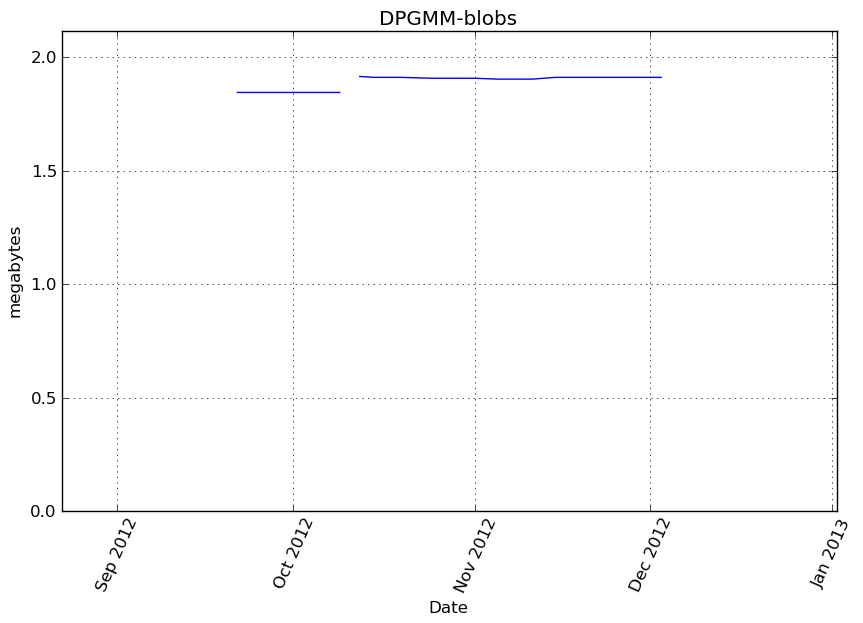 DPGMM-blobs
2.0
1.5
1.0
0.5
0.0
megabytes
Sep 2012
Oct 2012
Nov 2012
Dec 2012
Jan 2013
Date